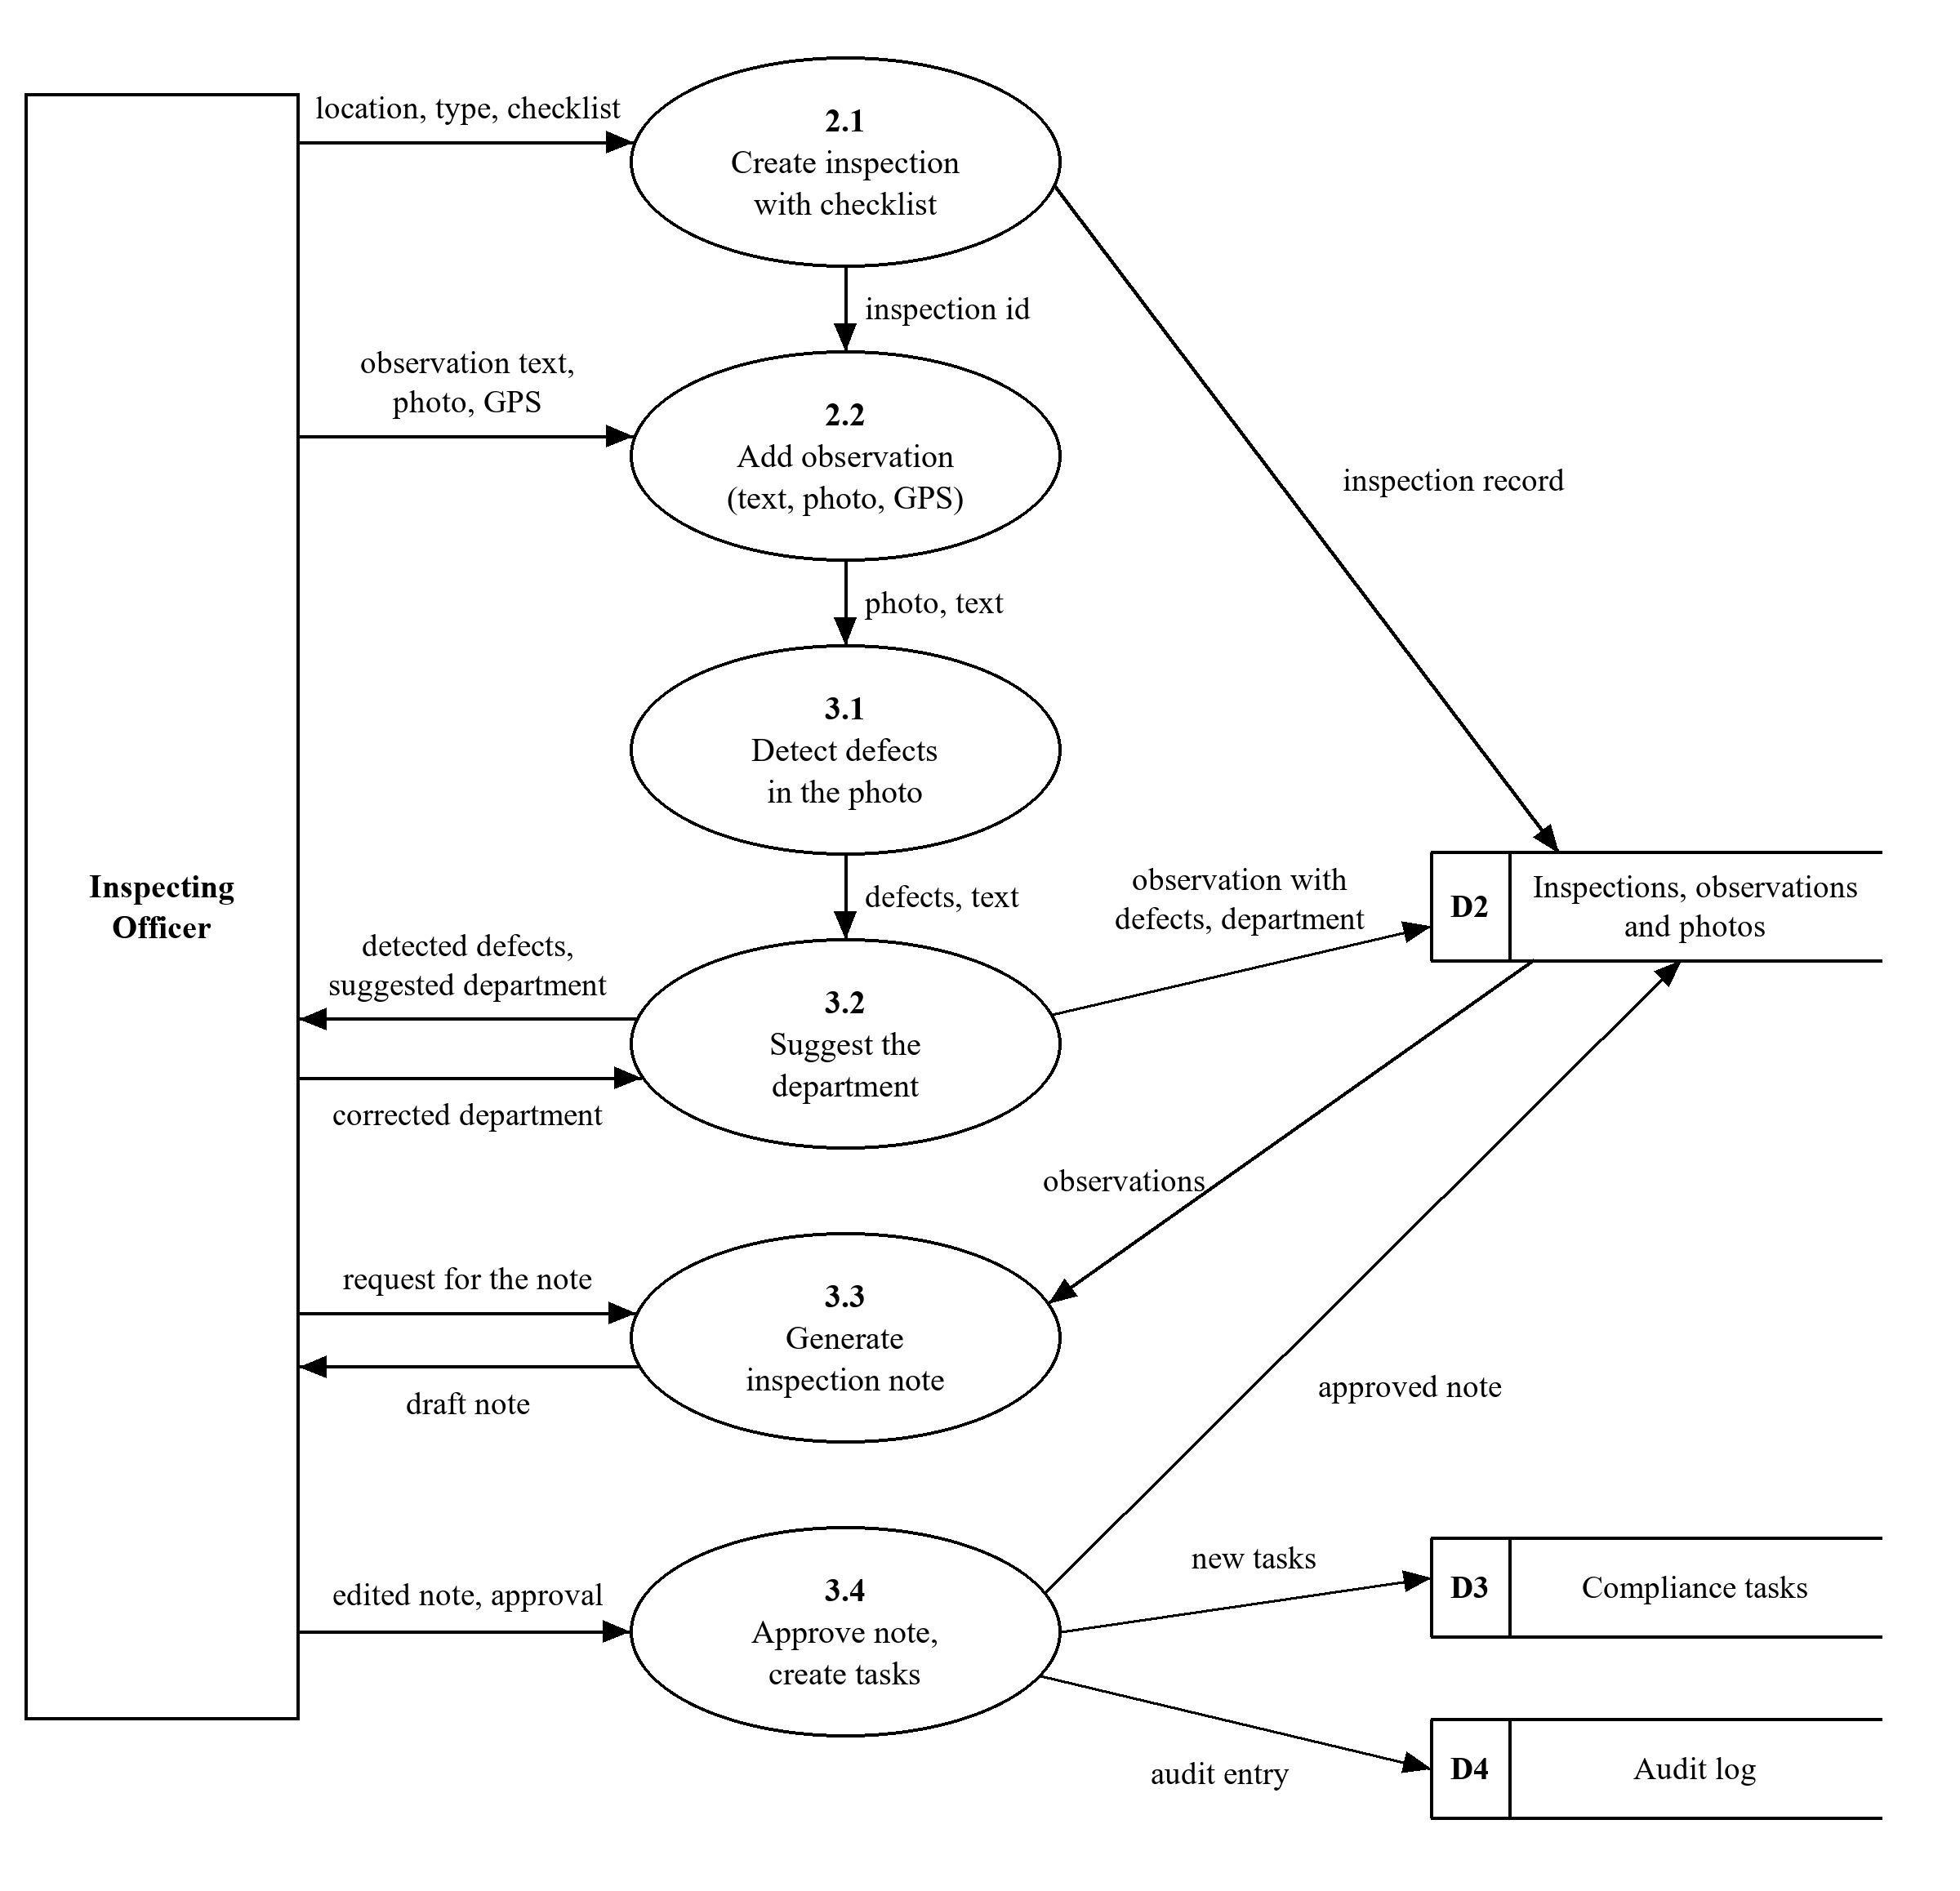 location, type, checklist
2.1
Create inspection
with checklist
inspection id
observation text,
photo, GPS
2.2
Add observation
(text, photo, GPS)
inspection record
photo, text
3.1
Detect defects
in the photo
Inspecting
Officer
defects, text
observation with
defects, department
D2
Inspections, observations
and photos
detected defects,
suggested department
3.2
Suggest the
department
corrected department
observations
request for the note
3.3
Generate
inspection note
draft note
approved note
edited note, approval
3.4
Approve note,
create tasks
new tasks
D3
Compliance tasks
audit entry
D4
Audit log